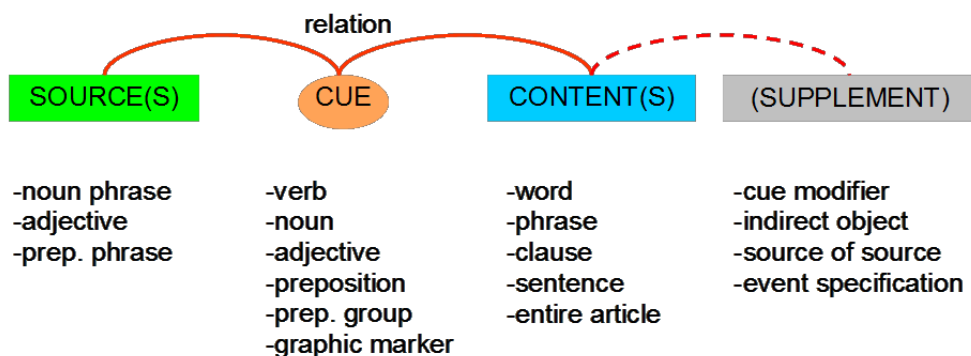 relation
SOURCE(S)
CUE
CONTENT(S)
(SUPPLEMENT)
-noun phrase
-adjective
-prep. phrase
-verb
-noun
-adjective
-preposition
-prep. group
-graphic marker
-word
-phrase
-clause
-sentence
-entire article
-cue modifier
-indirect object
-source of source
-event specification